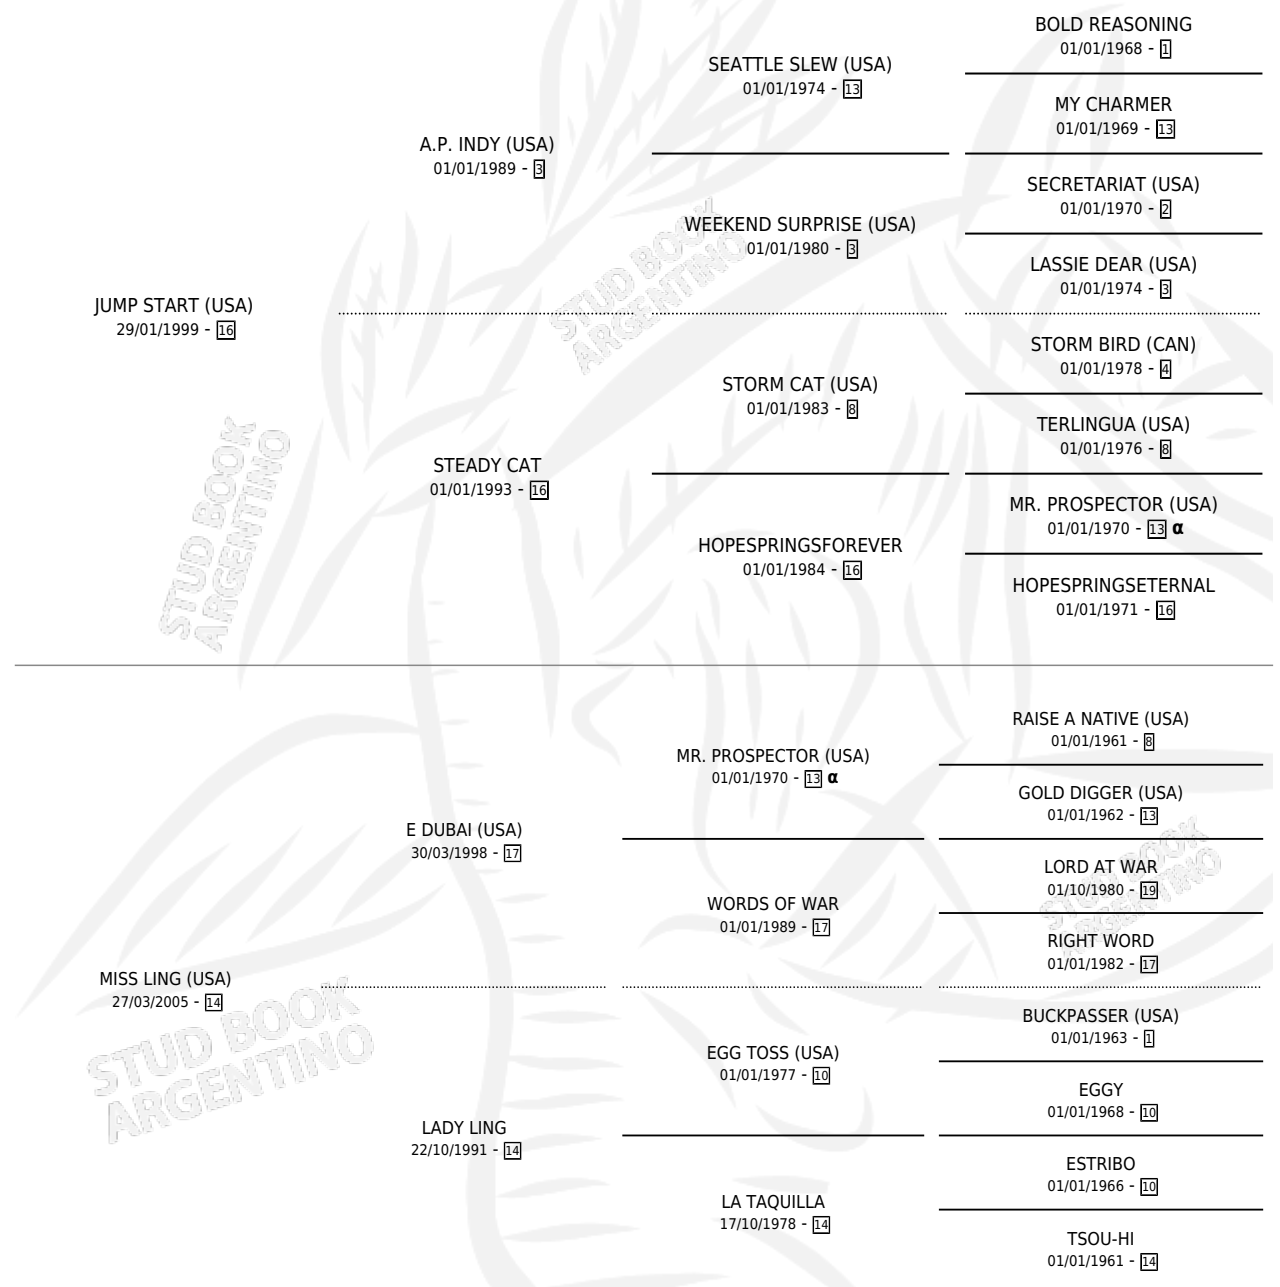 BOLD REASONING
01/01/1968 - 1
SEATTLE SLEW (USA)
01/01/1974 - 13
MY CHARMER
01/01/1969 - 13
A.P. INDY (USA)
01/01/1989 - 3
SECRETARIAT (USA)
01/01/1970 - 2
WEEKEND SURPRISE (USA)
01/01/1980 - 3
LASSIE DEAR (USA)
01/01/1974 - 3
JUMP START (USA)
29/01/1999 - 16
STORM BIRD (CAN)
01/01/1978 - 4
STORM CAT (USA)
01/01/1983 - 8
TERLINGUA (USA)
01/01/1976 - 8
STEADY CAT
01/01/1993 - 16
MR. PROSPECTOR (USA)
01/01/1970 - 13 α
HOPESPRINGSFOREVER
01/01/1984 - 16
HOPESPRINGSETERNAL
01/01/1971 - 16
RAISE A NATIVE (USA)
01/01/1961 - 8
MR. PROSPECTOR (USA)
01/01/1970 - 13 α
GOLD DIGGER (USA)
01/01/1962 - 13
E DUBAI (USA)
30/03/1998 - 17
LORD AT WAR
01/10/1980 - 19
WORDS OF WAR
01/01/1989 - 17
RIGHT WORD
01/01/1982 - 17
MISS LING (USA)
27/03/2005 - 14
BUCKPASSER (USA)
01/01/1963 - 1
EGG TOSS (USA)
01/01/1977 - 10
EGGY
01/01/1968 - 10
LADY LING
22/10/1991 - 14
ESTRIBO
01/01/1966 - 10
LA TAQUILLA
17/10/1978 - 14
TSOU-HI
01/01/1961 - 14
STUD BOOK
ARGENTINO
STUD BOOK
ARGENTINO
STUD BOOK
ARGENTINO
STUD BOOK
ARGENTINO